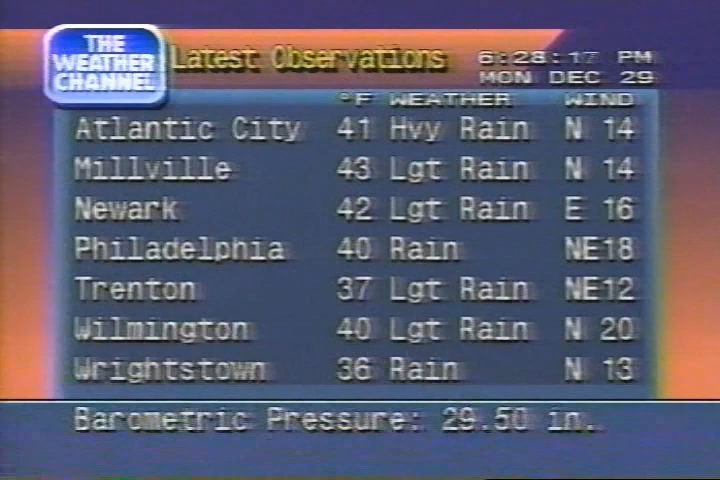 THE
WEATHER
CHANNEL
Latest Observations 6:28:17 PM
MON DEC 29
°F WEATHER WIND
Atlantic City 41 Hvy Rain N 14
Millville 43 Lgt Rain N 14
Newark 42 Lgt Rain E 16
Philadelphia 40 Rain NE18
Trenton 37 Lgt Rain NE12
Wilmington 40 Lgt Rain N 20
Wrightstown 36 Rain N 13
Barometric Pressure: 29.50 in.